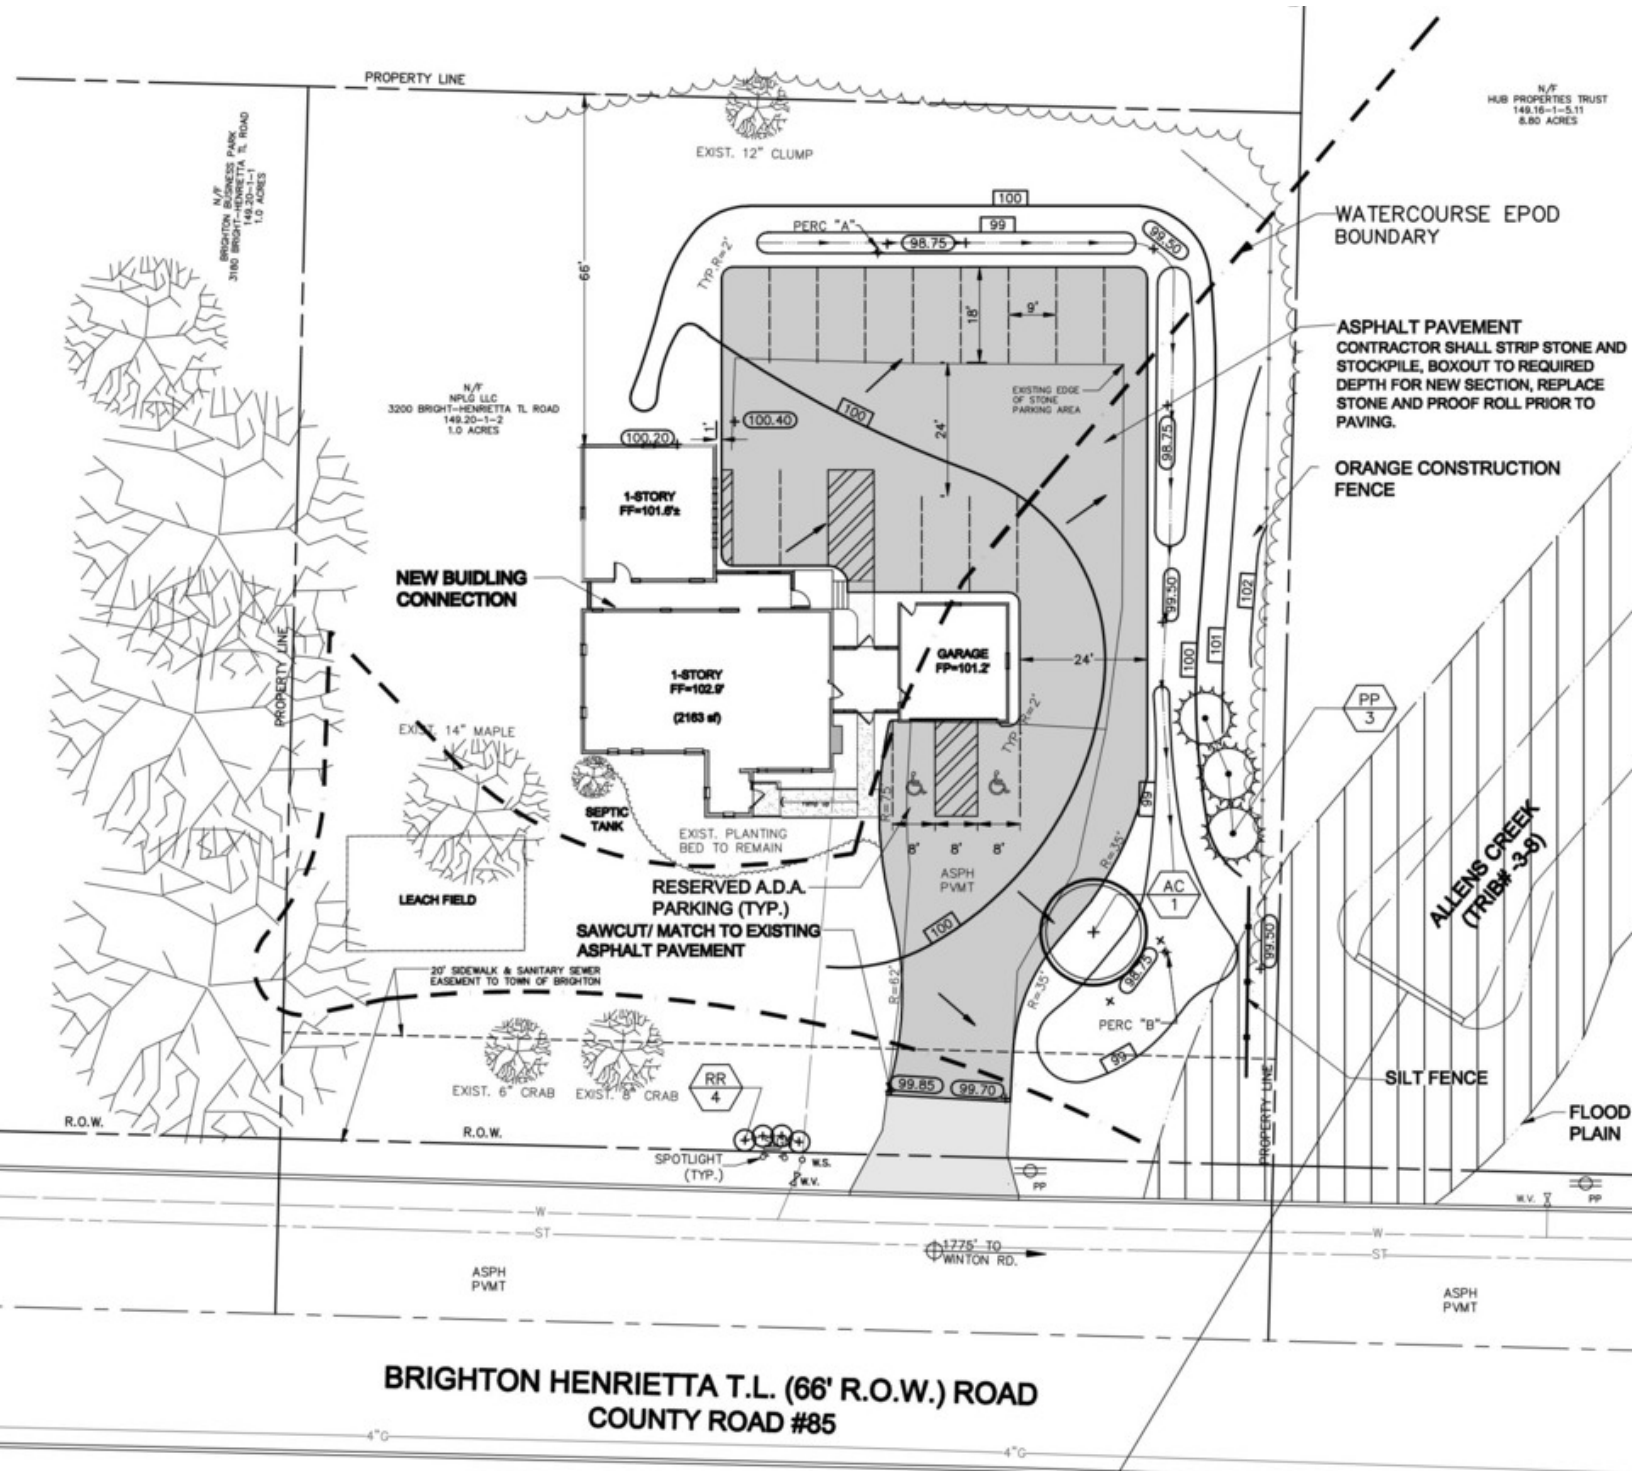 PROPERTY LINE
N/F
HUB PROPERTIES TRUST
149.16-1-5.11
8.80 ACRES
N/F
BRIGHTON BUSINESS PARK
3180 BRIGHT-HENRIETTA TL ROAD
149.20-1-1
1.0 ACRES
EXIST. 12" CLUMP
100
99
PERC "A"
98.75
99.50
WATERCOURSE EPOD
BOUNDARY
TYP. R=2'
66'
18'
9'
ASPHALT PAVEMENT
CONTRACTOR SHALL STRIP STONE AND
STOCKPILE, BOXOUT TO REQUIRED
DEPTH FOR NEW SECTION, REPLACE
STONE AND PROOF ROLL PRIOR TO
PAVING.
N/F
NPLG LLC
3200 BRIGHT-HENRIETTA TL ROAD
149.20-1-2
1.0 ACRES
EXISTING EDGE
OF STONE
PARKING AREA
100
100.40
100.20
1'
24'
98.75
ORANGE CONSTRUCTION
FENCE
1-STORY
FF=101.6'±
NEW BUIDLING
CONNECTION
99.50
102
101
100
PROPERTY LINE
1-STORY
FF=102.9'
(2163 sf)
GARAGE
FP=101.2'
24'
PP
3
TYP. R=2'
EXIST. 14" MAPLE
SEPTIC
TANK
R=75'
99
EXIST. PLANTING
BED TO REMAIN
8'
8'
8'
R=35'
ASPH
PVMT
ALLENS CREEK
(TRIB# -3-8)
RESERVED A.D.A.
PARKING (TYP.)
LEACH FIELD
AC
1
SAWCUT/ MATCH TO EXISTING
ASPHALT PAVEMENT
100
99.50
20' SIDEWALK & SANITARY SEWER
EASEMENT TO TOWN OF BRIGHTON
R=62'
R=35'
98.75
PERC "B"
99
RR
4
99.85
99.70
SILT FENCE
EXIST. 6" CRAB
EXIST. 8" CRAB
PROPERTY LINE
FLOOD
PLAIN
R.O.W.
R.O.W.
SPOTLIGHT
(TYP.)
W.S.
W.V.
PP
W.V.
PP
W
ST
W
ST
1775' TO
WINTON RD.
ASPH
PVMT
ASPH
PVMT
BRIGHTON HENRIETTA T.L. (66' R.O.W.) ROAD
COUNTY ROAD #85
4"G
4"G